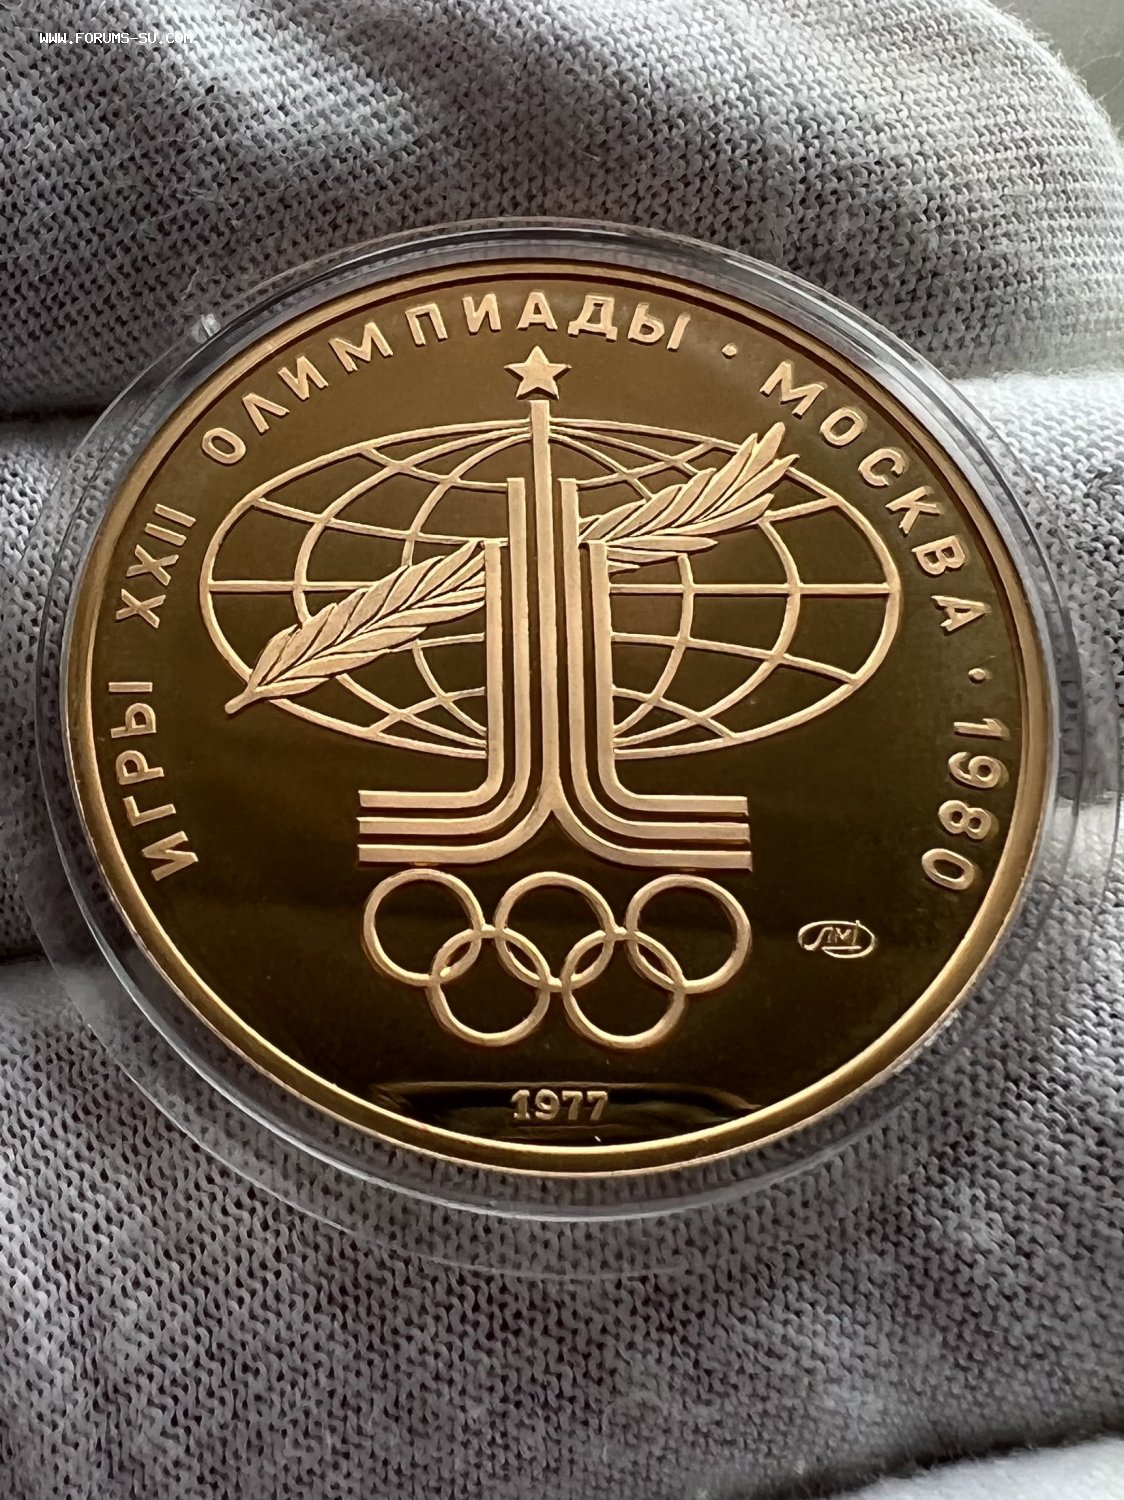 WWW.FORUMS-SU.COM
ИГРЫ XXII ОЛИМПИАДЫ · МОСКВА · 1980
ЛМД
1977